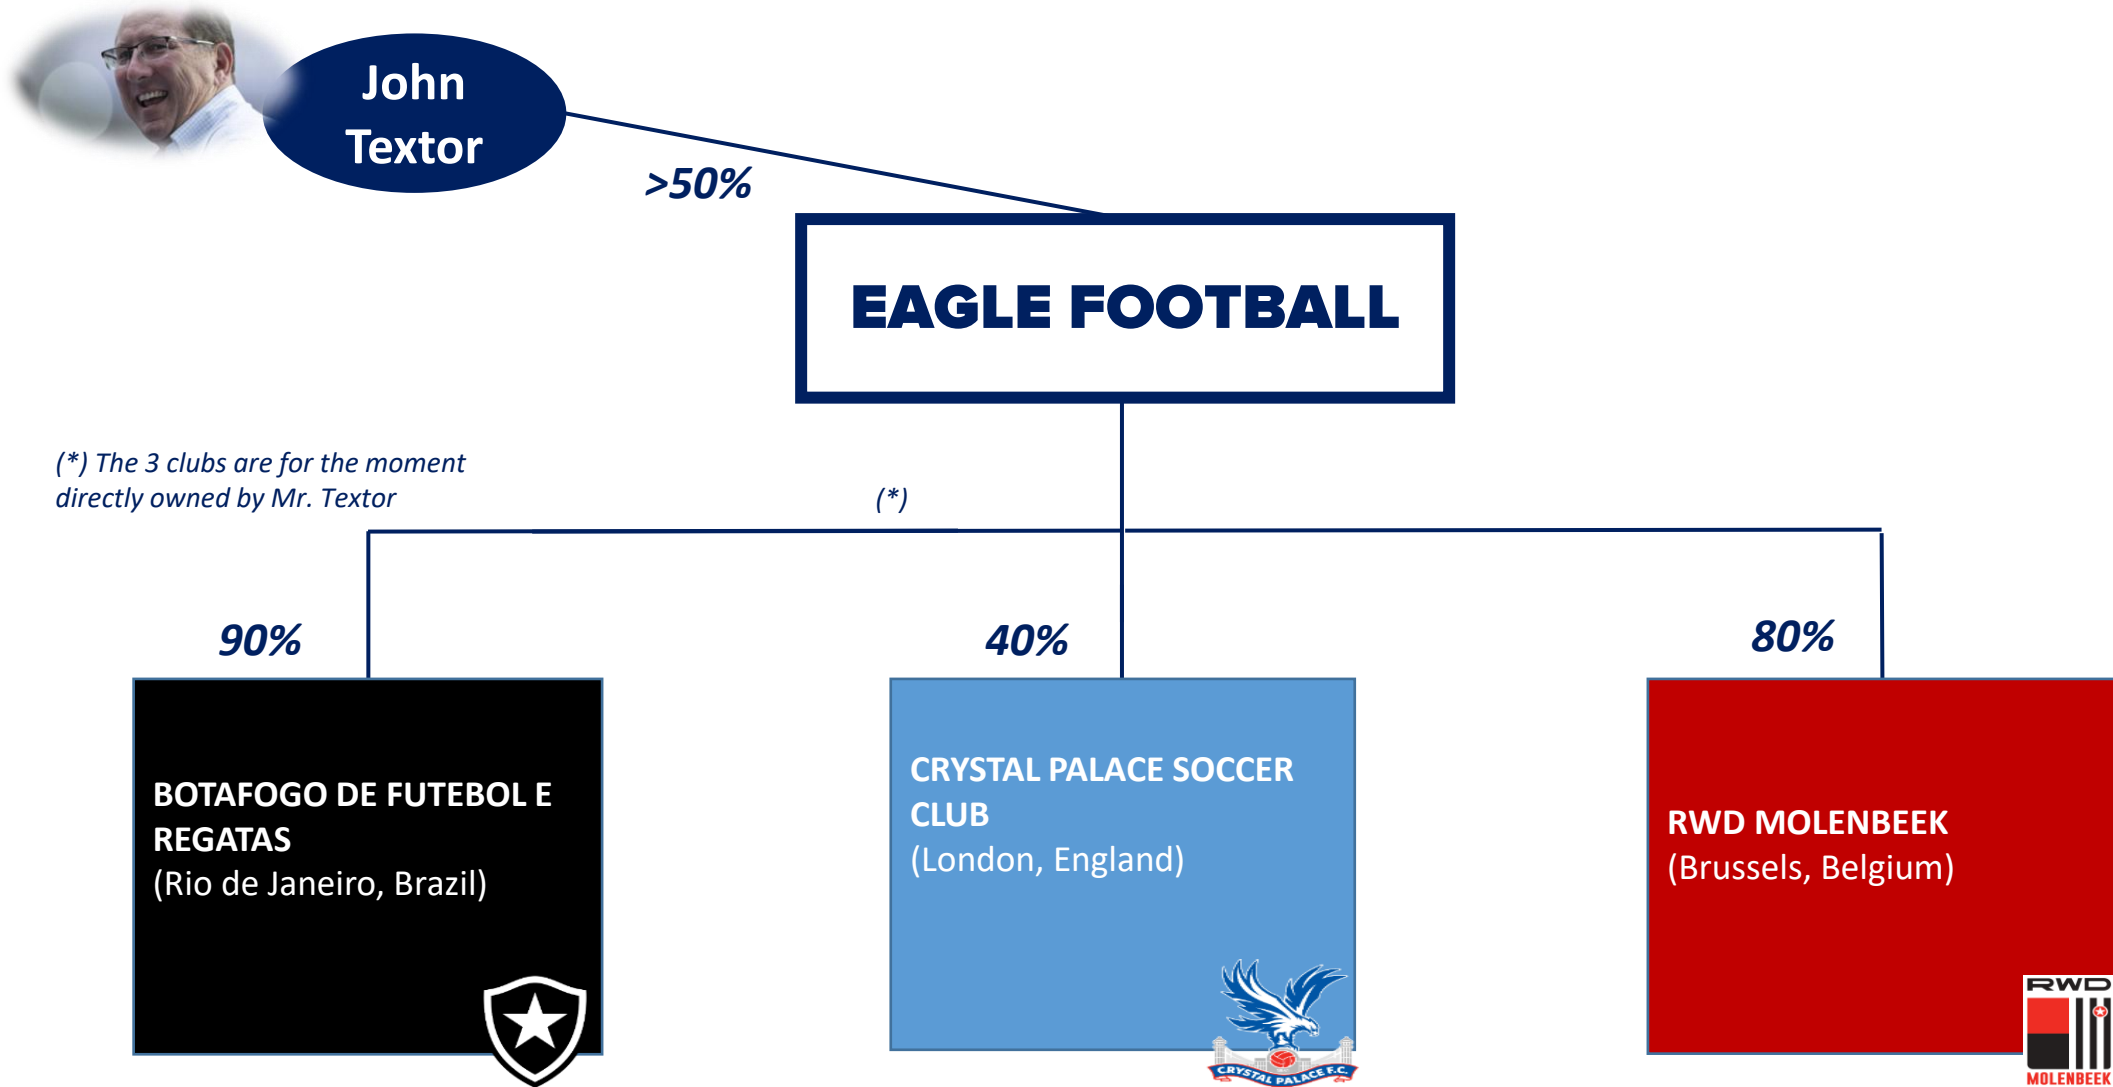 John
Textor
>50%
EAGLE FOOTBALL
(*) The 3 clubs are for the moment
directly owned by Mr. Textor
(*)
90%
40%
80%
BOTAFOGO DE FUTEBOL E
REGATAS
(Rio de Janeiro, Brazil)
CRYSTAL PALACE SOCCER
CLUB
(London, England)
RWD MOLENBEEK
(Brussels, Belgium)
CRYSTAL PALACE F.C.
RWD
MOLENBEEK